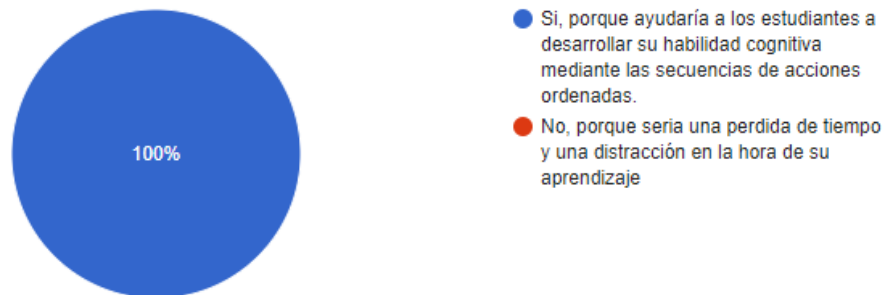 100%
Si, porque ayudaría a los estudiantes a
desarrollar su habilidad cognitiva
mediante las secuencias de acciones
ordenadas.
No, porque seria una perdida de tiempo
y una distracción en la hora de su
aprendizaje